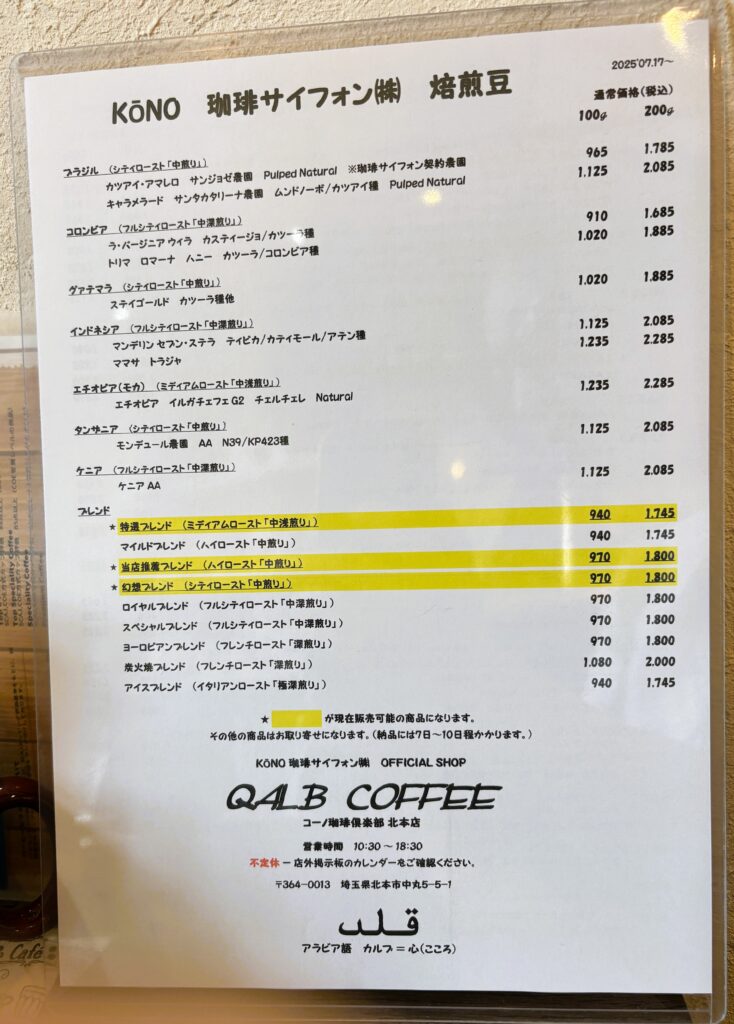 2025'07.17~
KōNO 珈琲サイフォン㈱ 焙煎豆
通常価格(税込)
100g 200g
ブラジル (シティロースト「中煎り」)
カツアイ・アマレロ サンジョゼ農園 Pulped Natural ※珈琲サイフォン契約農園 965 1.785
キャラメラード サンタカタリーナ農園 ムンドノーボ/カツアイ種 Pulped Natural 1.125 2.085
コロンビア (フルシティロースト「中深煎り」)
ラ・バージニア ウィラ カスティージョ/カツーラ種 910 1.685
トリマ ロマーナ ハニー カツーラ/コロンビア種 1.020 1.885
グァテマラ (シティロースト「中煎り」)
ステイゴールド カツーラ種他 1.020 1.885
インドネシア (フルシティロースト「中深煎り」)
マンデリン セブン・ステラ ティピカ/カティモール/アテン種 1.125 2.085
ママサ トラジャ 1.235 2.285
エチオピア(モカ) (ミディアムロースト「中浅煎り」)
エチオピア イルガチェフェ G2 チェルチェレ Natural 1.235 2.285
タンザニア (シティロースト「中煎り」)
モンデュール農園 AA N39/KP423種 1.125 2.085
ケニア (フルシティロースト「中深煎り」)
ケニア AA 1.125 2.085
ブレンド
★ 特選ブレンド (ミディアムロースト「中浅煎り」) 940 1.745
マイルドブレンド (ハイロースト「中煎り」) 940 1.745
★ 当店推薦ブレンド (ハイロースト「中煎り」) 970 1.800
★ 幻想ブレンド (シティロースト「中煎り」) 970 1.800
ロイヤルブレンド (フルシティロースト「中深煎り」) 970 1.800
スペシャルブレンド (フルシティロースト「中深煎り」) 970 1.800
ヨーロピアンブレンド (フレンチロースト「深煎り」) 970 1.800
炭火焼ブレンド (フレンチロースト「深煎り」) 1.080 2.000
アイスブレンド (イタリアンロースト「極深煎り」) 940 1.745
★ が現在販売可能の商品になります。
その他の商品はお取り寄せになります。(納品には7日~10日程かかります。)
KōNO 珈琲サイフォン㈱ OFFICIAL SHOP
QALB COFFEE
コーノ珈琲倶楽部 北本店
営業時間 10:30 ~ 18:30
不定休 ー 店外掲示板のカレンダーをご確認ください。
〒364-0013 埼玉県北本市中丸5-5-1
قلب
アラビア語 カルブ = 心(こころ)
Café